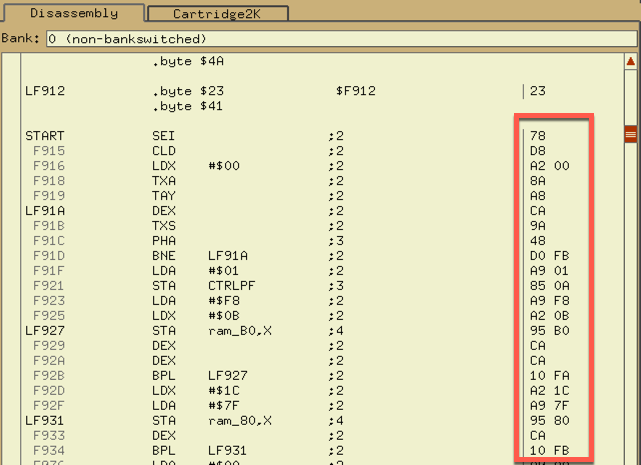 Disassembly Cartridge2K
Bank: 0 (non-bankswitched)
.byte $4A
LF912 .byte $23 $F912 23
.byte $41
START SEI ;2 78
F915 CLD ;2 D8
F916 LDX #$00 ;2 A2 00
F918 TXA ;2 8A
F919 TAY ;2 A8
LF91A DEX ;2 CA
F91B TXS ;2 9A
F91C PHA ;3 48
F91D BNE LF91A ;2 D0 FB
F91F LDA #$01 ;2 A9 01
F921 STA CTRLPF ;3 85 0A
F923 LDA #$F8 ;2 A9 F8
F925 LDX #$0B ;2 A2 0B
LF927 STA ram_B0,X ;4 95 B0
F929 DEX ;2 CA
F92A DEX ;2 CA
F92B BPL LF927 ;2 10 FA
F92D LDX #$1C ;2 A2 1C
F92F LDA #$7F ;2 A9 7F
LF931 STA ram_80,X ;4 95 80
F933 DEX ;2 CA
F934 BPL LF931 ;2 10 FB